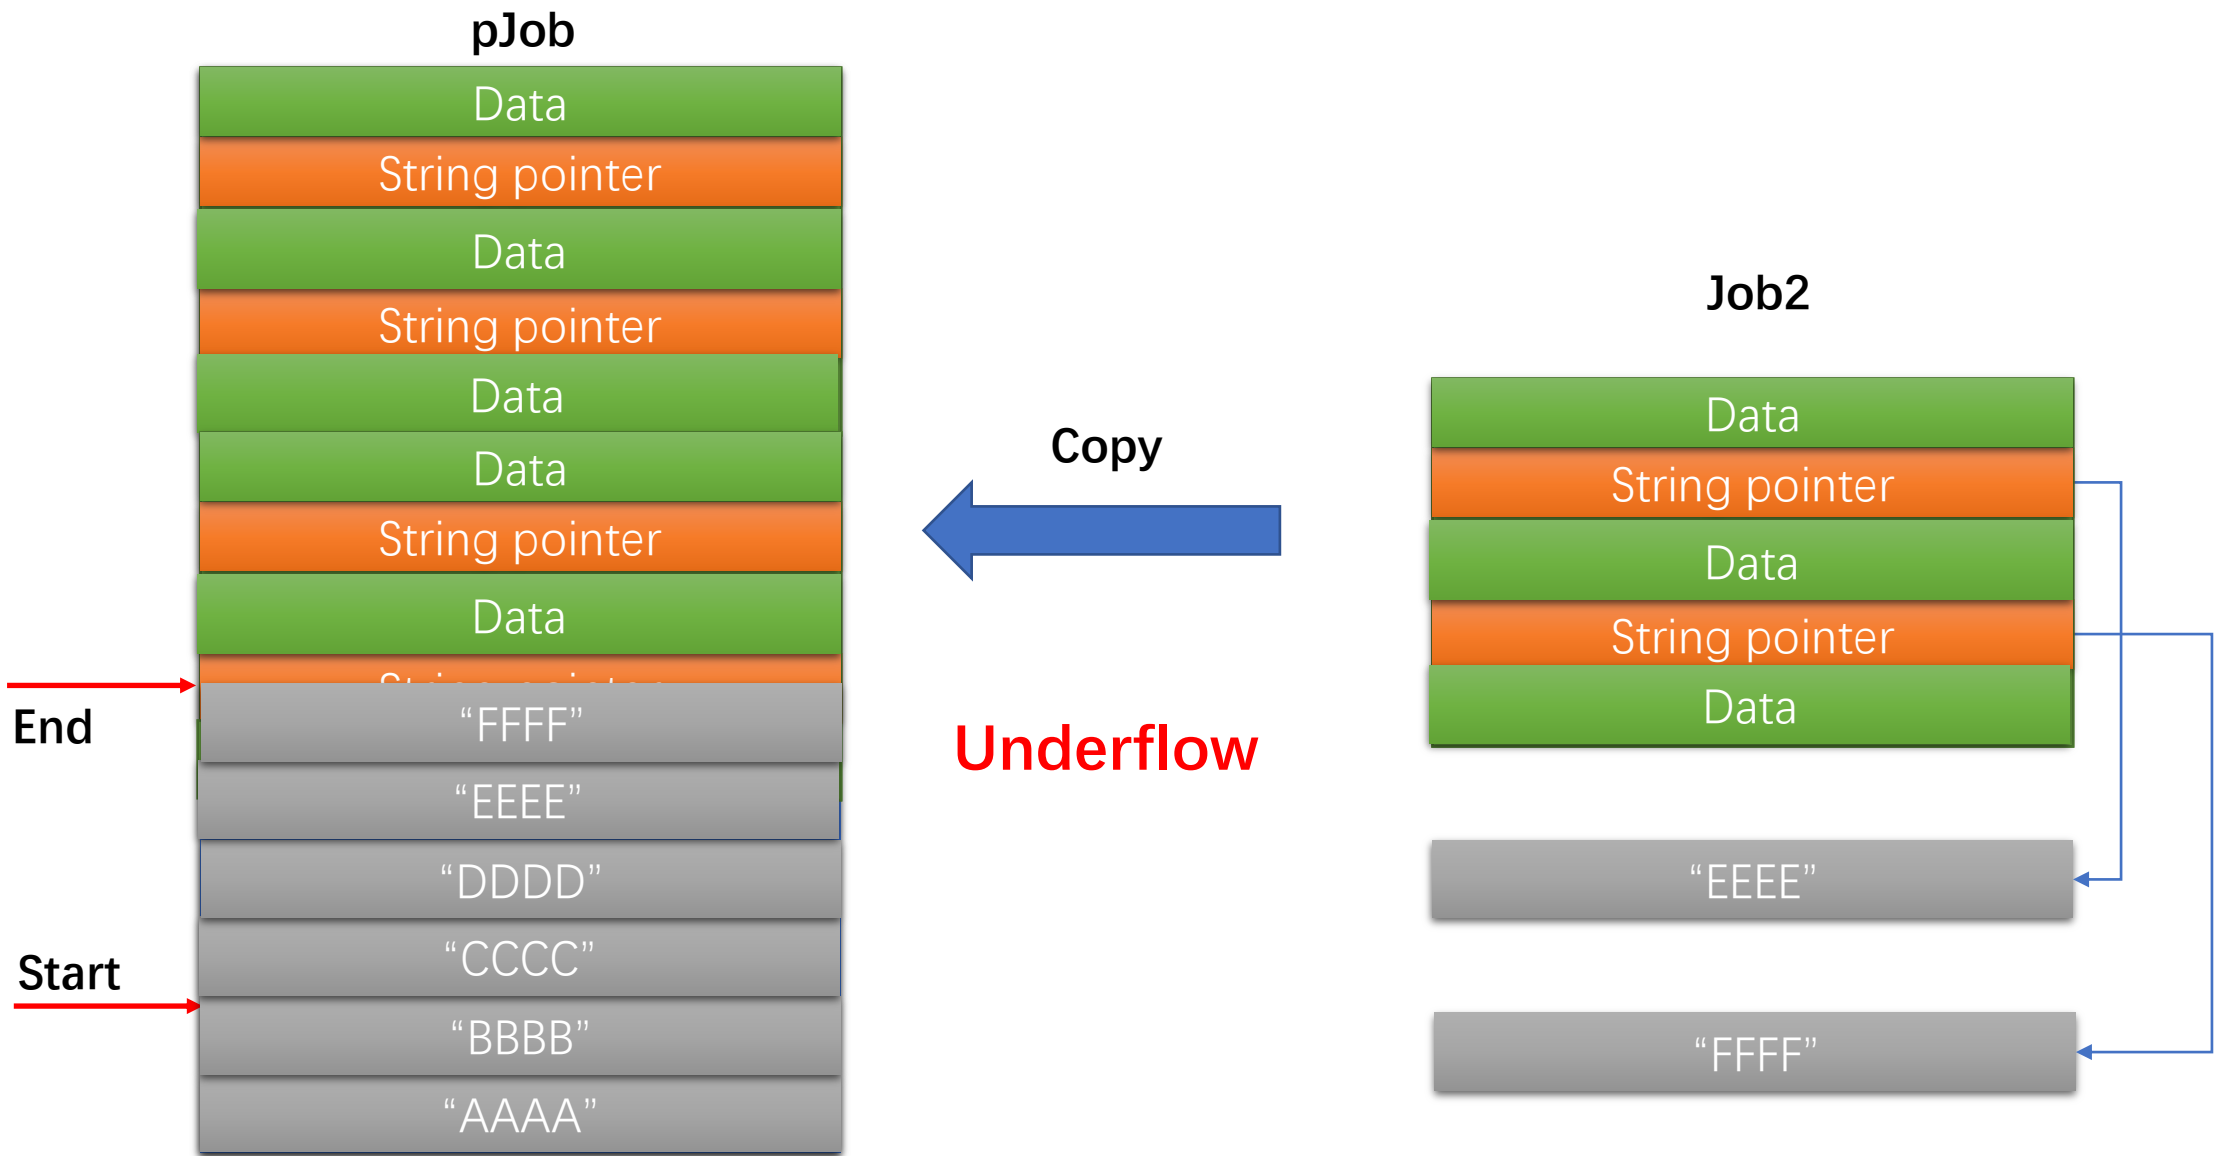 pJob
Data
String pointer
Data
String pointer
Data
Data
String pointer
Data
“FFFF”
“EEEE”
“DDDD”
“CCCC”
“BBBB”
“AAAA”
End
Start
Copy
Underflow
Job2
Data
String pointer
Data
String pointer
Data
“EEEE”
“FFFF”